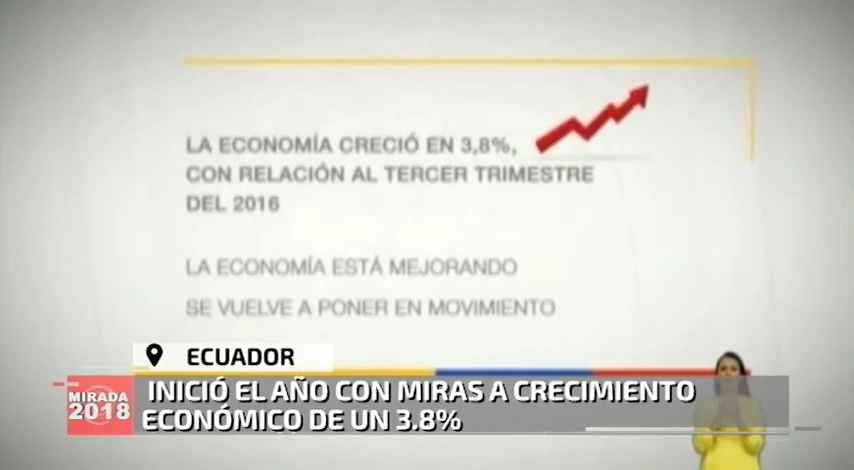 LA ECONOMÍA CRECIÓ EN 3,8%,
CON RELACIÓN AL TERCER TRIMESTRE
DEL 2016
LA ECONOMÍA ESTÁ MEJORANDO
SE VUELVE A PONER EN MOVIMIENTO
ECUADOR
MIRADA
2018
INICIÓ EL AÑO CON MIRAS A CRECIMIENTO
ECONÓMICO DE UN 3.8%